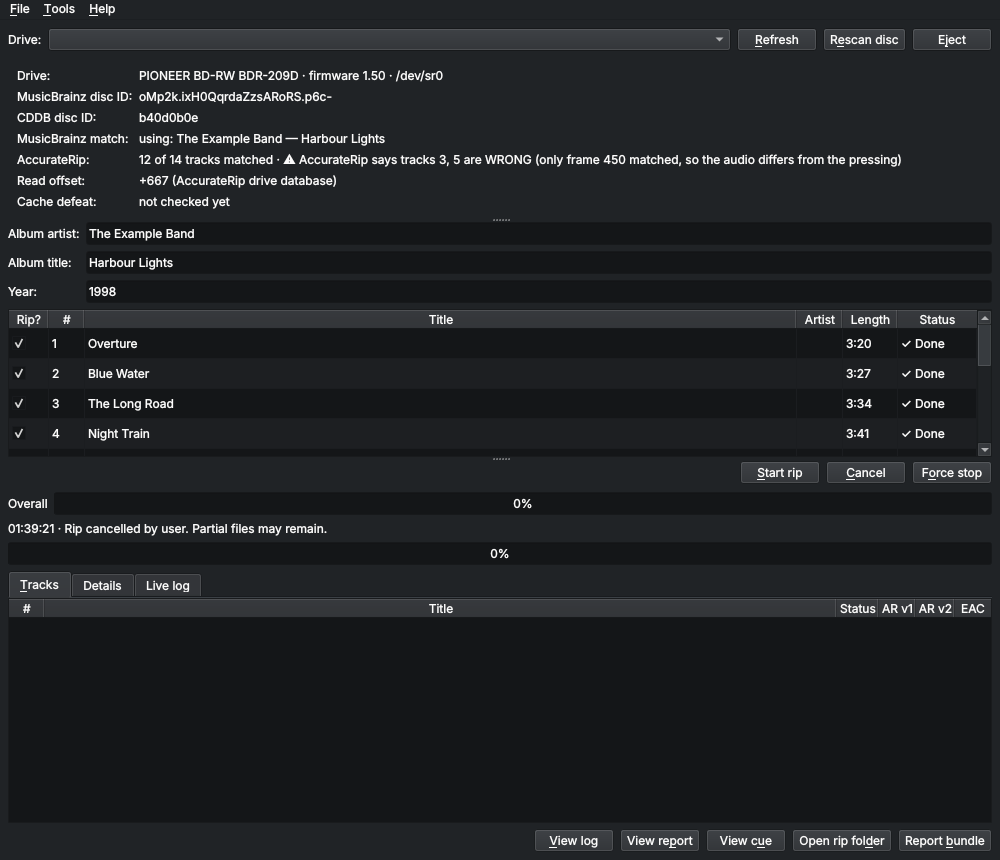 File Tools Help
Drive: Refresh Rescan disc Eject
Drive: PIONEER BD-RW BDR-209D · firmware 1.50 · /dev/sr0
MusicBrainz disc ID: oMp2k.ixH0QqrdaZzsARoRS.p6c-
CDDB disc ID: b40d0b0e
MusicBrainz match: using: The Example Band — Harbour Lights
AccurateRip: 12 of 14 tracks matched · ⚠ AccurateRip says tracks 3, 5 are WRONG (only frame 450 matched, so the audio differs from the pressing)
Read offset: +667 (AccurateRip drive database)
Cache defeat: not checked yet
Album artist: The Example Band
Album title: Harbour Lights
Year: 1998
Rip? # Title Artist Length Status
✓ 1 Overture 3:20 ✓ Done
✓ 2 Blue Water 3:27 ✓ Done
✓ 3 The Long Road 3:34 ✓ Done
✓ 4 Night Train 3:41 ✓ Done
Start rip Cancel Force stop
Overall 0%
01:39:21 · Rip cancelled by user. Partial files may remain.
0%
Tracks Details Live log
# Title Status AR v1 AR v2 EAC
View log View report View cue Open rip folder Report bundle